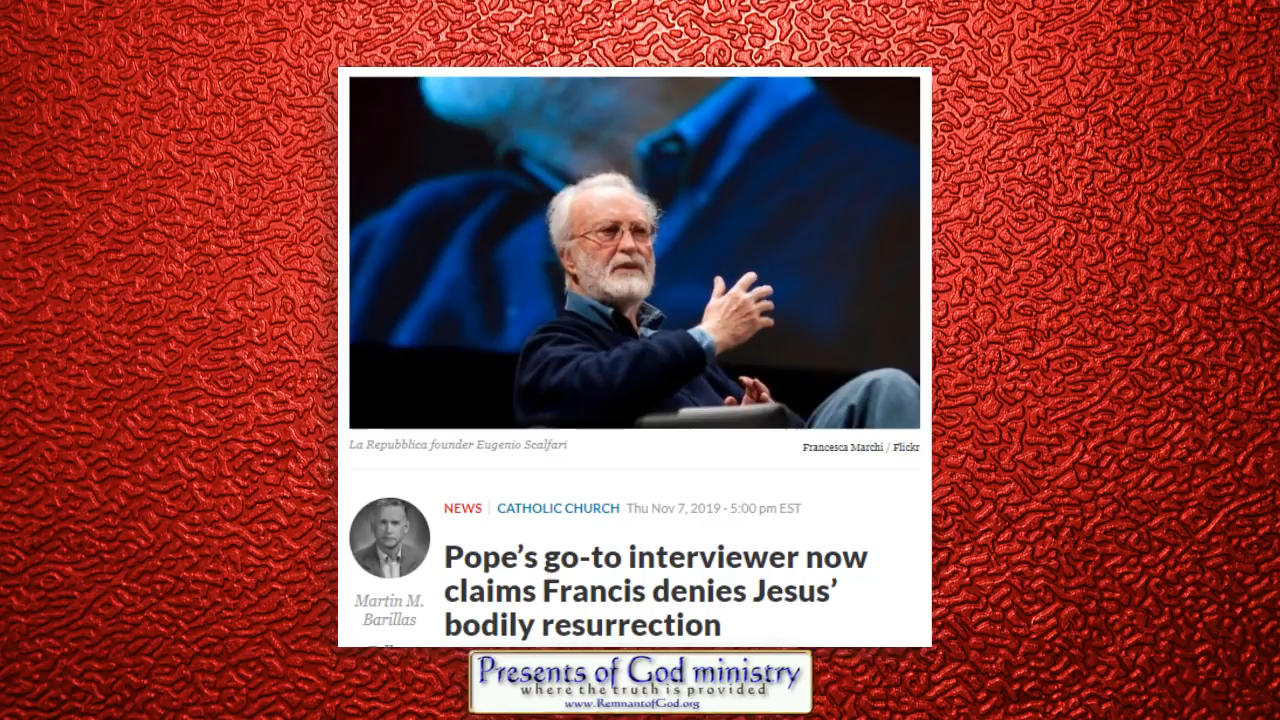 La Repubblica founder Eugenio Scalfari
Francesca Marchi / Flickr
NEWS | CATHOLIC CHURCH Thu Nov 7, 2019 - 5:00 pm EST
Pope's go-to interviewer now
claims Francis denies Jesus'
bodily resurrection
Martin M.
Barillas
Presents of God ministry
where the truth is provided
www.RemnantofGod.org